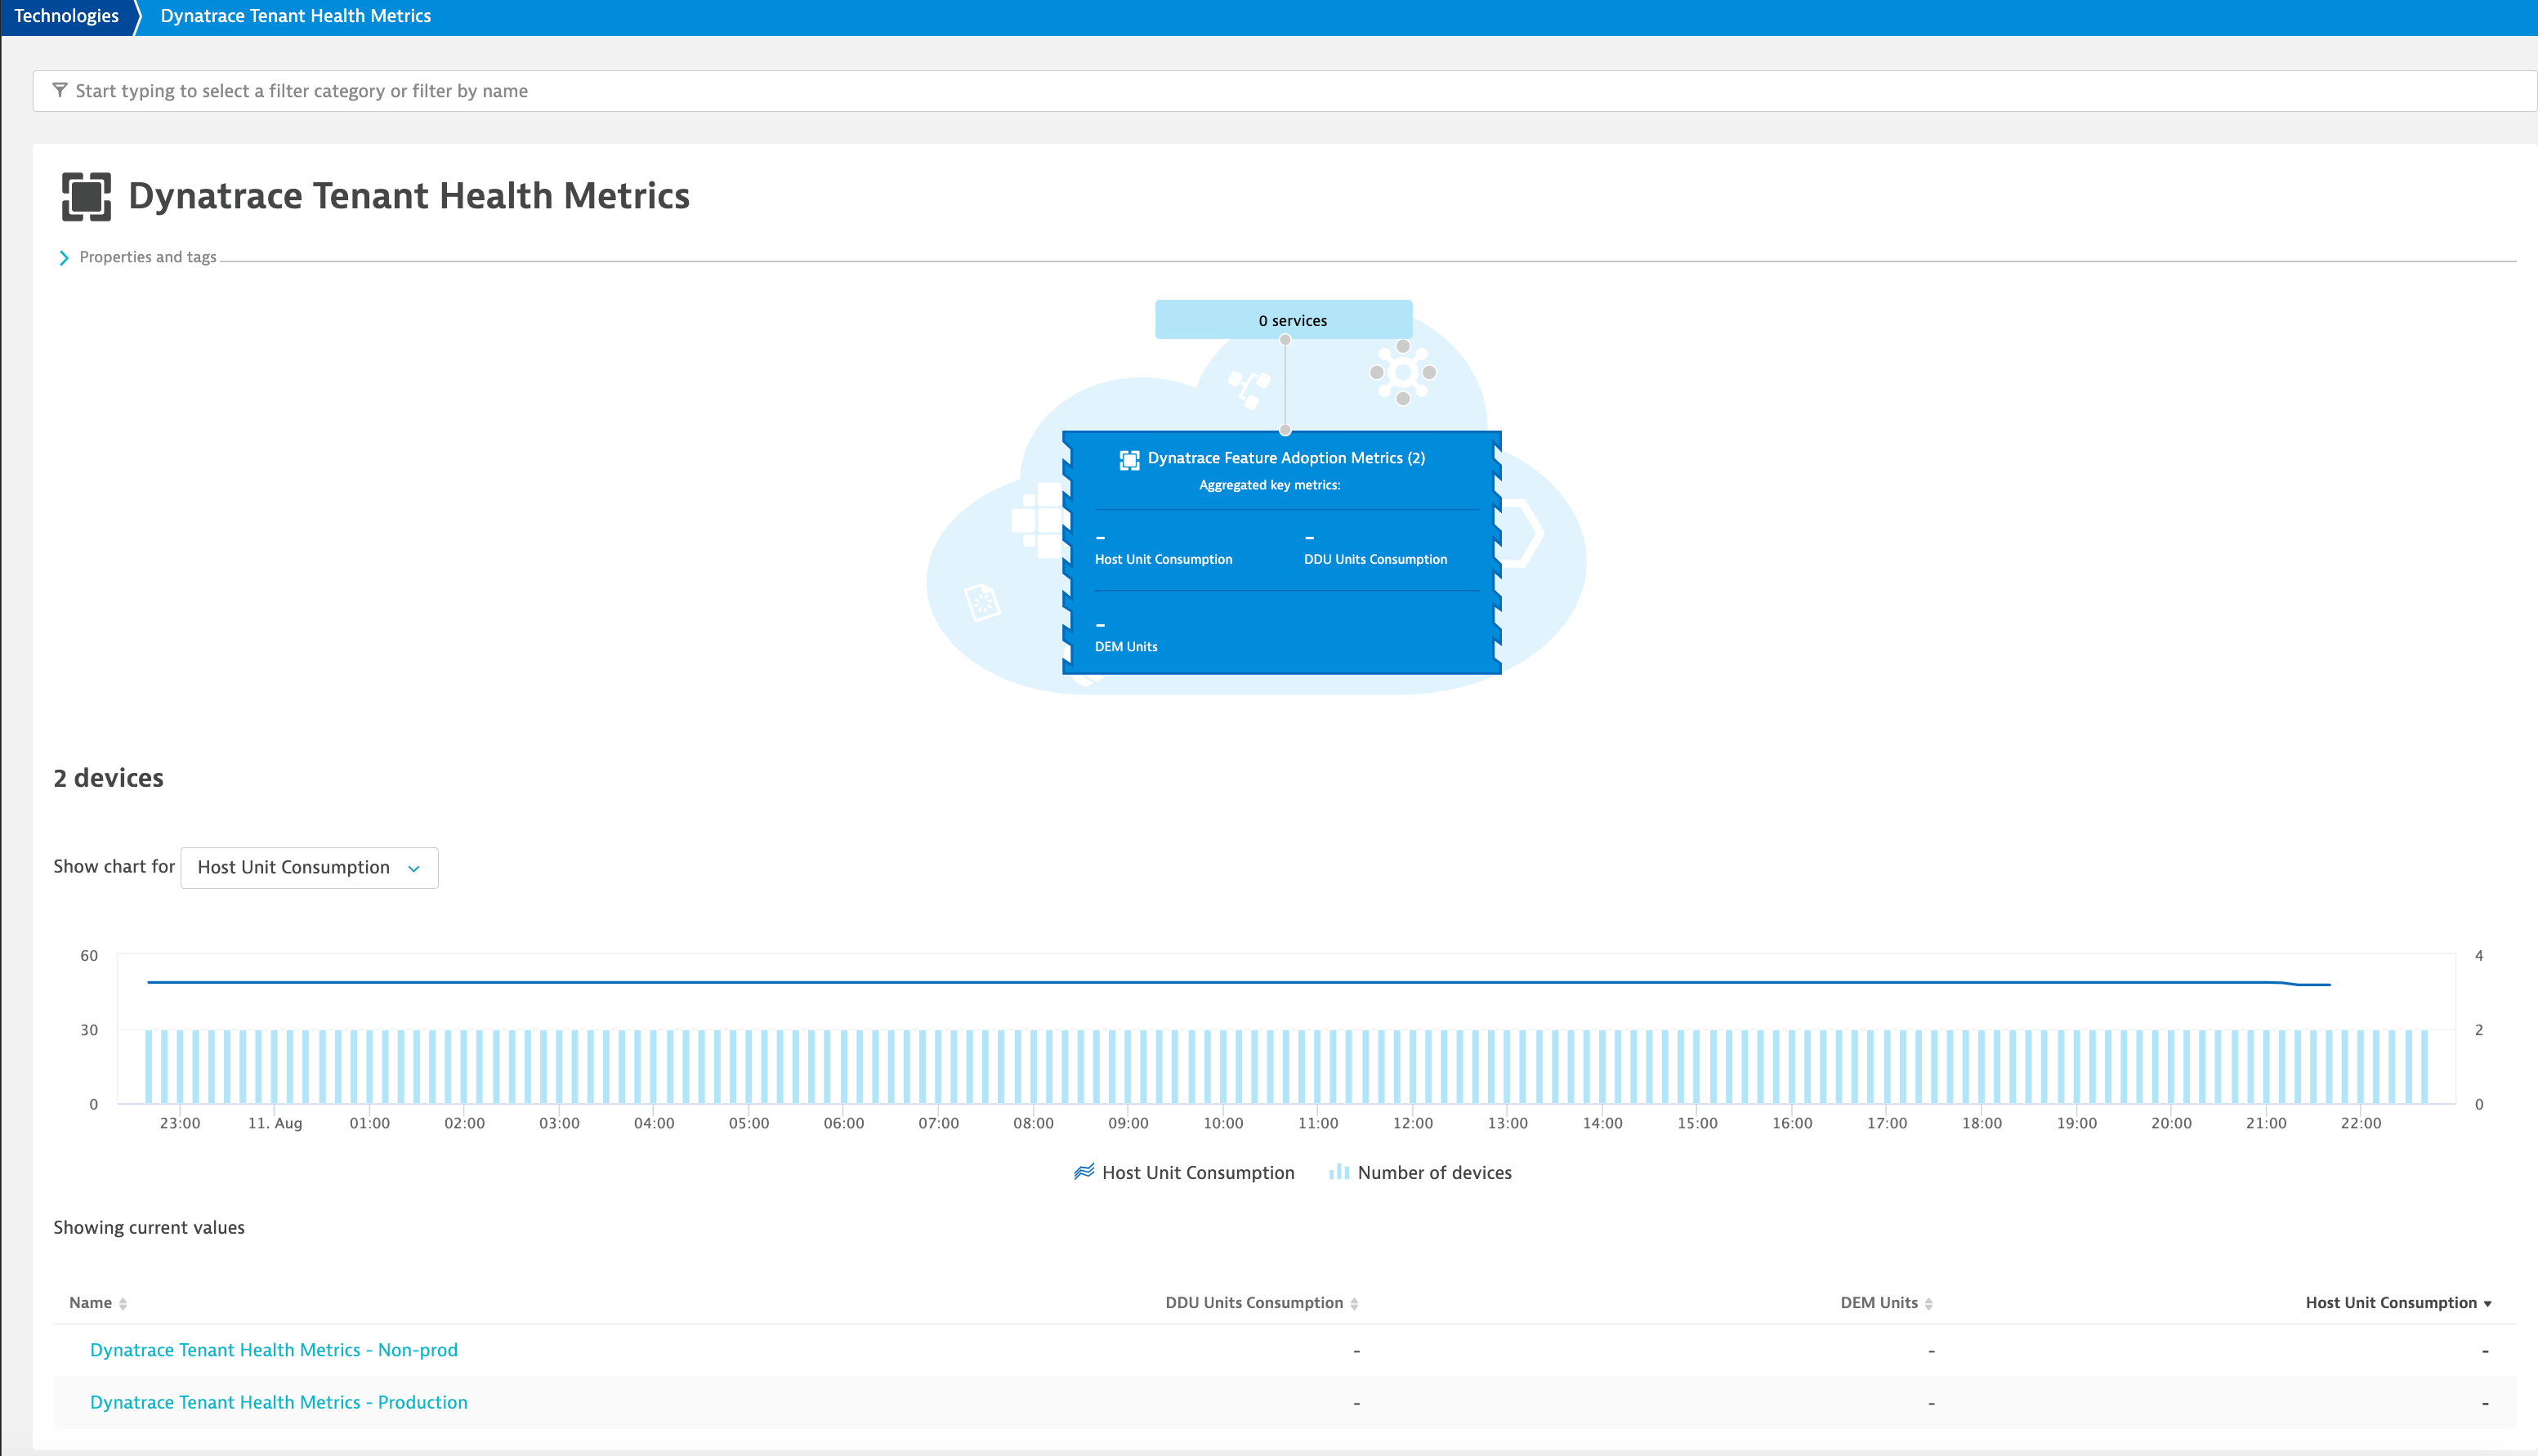 Technologies
Dynatrace Tenant Health Metrics
Start typing to select a filter category or filter by name
Dynatrace Tenant Health Metrics
Properties and tags
0 services
Dynatrace Feature Adoption Metrics (2)
Aggregated key metrics:
– –
Host Unit Consumption DDU Units Consumption
–
DEM Units
2 devices
Show chart for Host Unit Consumption
60 4
30 2
0 0
23:00 11. Aug 01:00 02:00 03:00 04:00 05:00 06:00 07:00 08:00 09:00 10:00 11:00 12:00 13:00 14:00 15:00 16:00 17:00 18:00 19:00 20:00 21:00 22:00
Host Unit Consumption Number of devices
Showing current values
Name DDU Units Consumption DEM Units Host Unit Consumption
Dynatrace Tenant Health Metrics - Non-prod - - -
Dynatrace Tenant Health Metrics - Production - - -